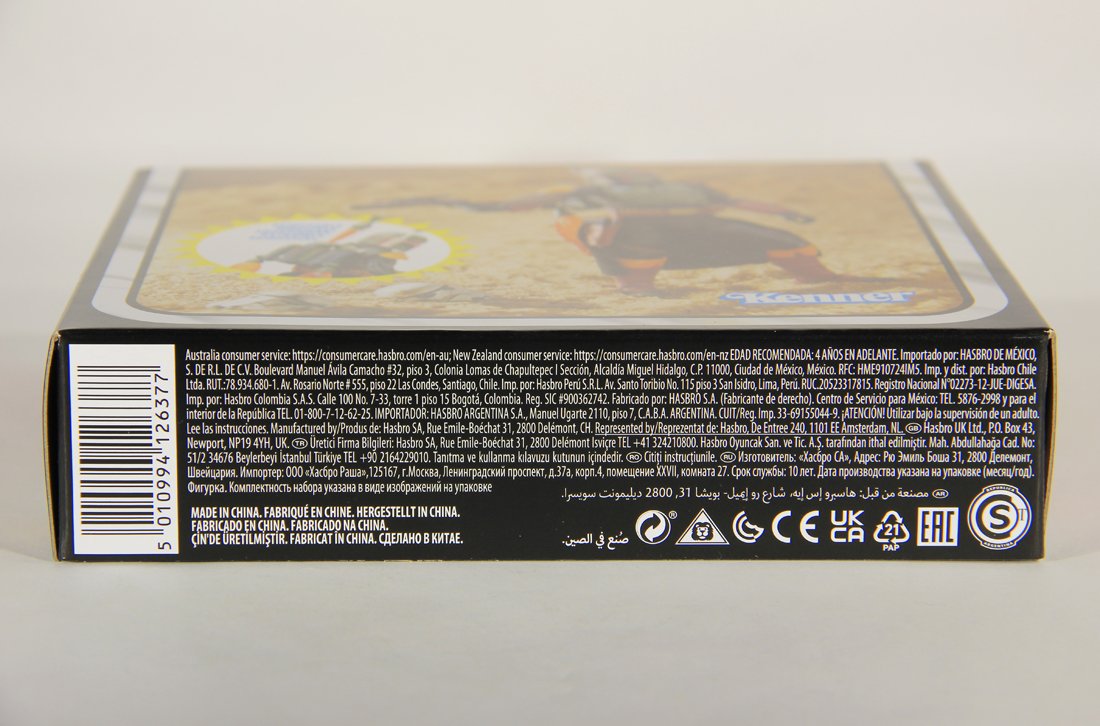 Kenner
Australia consumer service: https://consumercare.hasbro.com/en-au; New Zealand consumer service: https://consumercare.hasbro.com/en-nz EDAD RECOMENDADA: 4 AÑOS EN ADELANTE. Importado por: HASBRO DE MÉXICO,
S. DE R.L. DE C.V. Boulevard Manuel Ávila Camacho #32, piso 3, Colonia Lomas de Chapultepec I Sección, Alcaldía Miguel Hidalgo, C.P. 11000, Ciudad de México, México. RFC: HME910724IM5. Imp. y dist. por: Hasbro Chile
Ltda. RUT:78.934.680-1. Av. Rosario Norte # 555, piso 22 Las Condes, Santiago, Chile. Imp. por: Hasbro Perú S.R.L. Av. Santo Toribio No. 115 piso 3 San Isidro, Lima, Perú. RUC.20523317815. Registro Nacional N°02273-12-JUE-DIGESA.
Imp. por: Hasbro Colombia S.A.S. Calle 100 No. 7-33, torre 1 piso 15 Bogotá, Colombia. Reg. SIC #900362742. Fabricado por: HASBRO S.A. (Fabricante de derecho). Centro de Servicio para México: TEL. 5876-2998 y para el
interior de la República TEL. 01-800-7-12-62-25. IMPORTADOR: HASBRO ARGENTINA S.A., Manuel Ugarte 2110, piso 7, C.A.B.A. ARGENTINA. CUIT/Reg. Imp. 33-69155044-9. ¡ATENCIÓN! Utilizar bajo la supervisión de un adulto.
Lee las instrucciones. Manufactured by/Produs de: Hasbro SA, Rue Emile-Boéchat 31, 2800 Delémont, CH. Represented by/Reprezentat de: Hasbro, De Entree 240, 1101 EE Amsterdam, NL. GB Hasbro UK Ltd., P.O. Box 43,
Newport, NP19 4YH, UK. TR Üretici Firma Bilgileri: Hasbro SA, Rue Emile-Boéchat 31, 2800 Delémont İsviçre TEL +41 324210800. Hasbro Oyuncak San. ve Tic. A.Ş. tarafından ithal edilmiştir. Mah. Abdullahağa Cad. No:
51/2 34676 Beylerbeyi İstanbul Türkiye TEL +90 2164229010. Tanıtma ve kullanma kılavuzu kutunun içindedir. RO Citiți instrucțiunile. RU Изготовитель: «Хасбро СА», Адрес: Рю Эмиль Боша 31, 2800 Делемонт,
Швейцария. Импортер: ООО «Хасбро Раша»,125167, г.Москва, Ленинградский проспект, д.37а, корп.4, помещение XXVII, комната 27. Срок службы: 10 лет. Дата производства указана на упаковке (месяц/год).
Фигурка. Комплектность набора указана в виде изображений на упаковке
AR مصنعة من قبل: هاسبرو إس إيه، شارع رو إيميل- بويشا 31, 2800 ديليمونت سويسرا.
MADE IN CHINA. FABRIQUÉ EN CHINE. HERGESTELLT IN CHINA.
FABRICADO EN CHINA. FABRICADO NA CHINA.
ÇİN'DE ÜRETİLMİŞTİR. FABRICAT ÎN CHINA. СДЕЛАНО В КИТАЕ.
صُنع في الصين.
® CE UK CA 21 PAP EAC
REPUBLICA S ARGENTINA
5 010994 126377